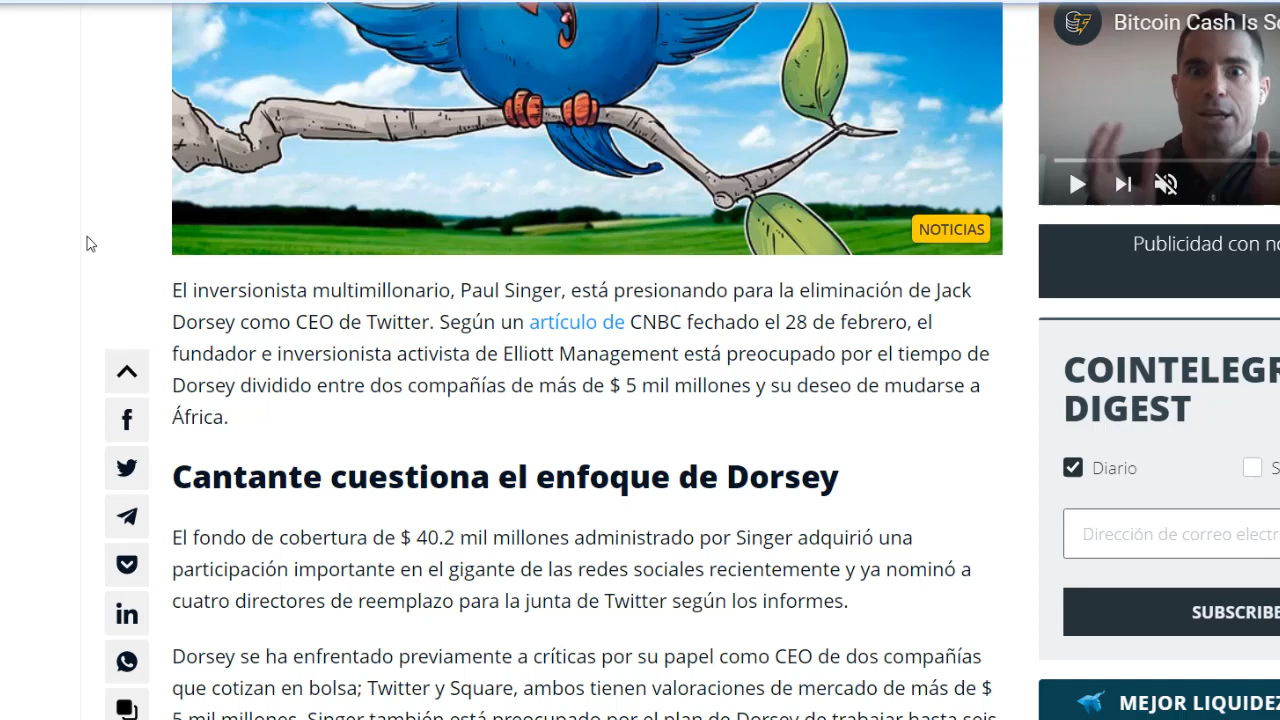 Bitcoin Cash Is
NOTICIAS
Publicidad con
El inversionista multimillonario, Paul Singer, está presionando para la eliminación de Jack
Dorsey como CEO de Twitter. Según un artículo de CNBC fechado el 28 de febrero, el
fundador e inversionista activista de Elliott Management está preocupado por el tiempo de
Dorsey dividido entre dos compañías de más de $ 5 mil millones y su deseo de mudarse a
África.
Cantante cuestiona el enfoque de Dorsey
El fondo de cobertura de $ 40.2 mil millones administrado por Singer adquirió una
participación importante en el gigante de las redes sociales recientemente y ya nominó a
cuatro directores de reemplazo para la junta de Twitter según los informes.
Dorsey se ha enfrentado previamente a críticas por su papel como CEO de dos compañías
que cotizan en bolsa; Twitter y Square, ambos tienen valoraciones de mercado de más de $
5 mil millones. Singer también está preocupado por el plan de Dorsey de trabajar hasta seis
COINTELEGR
DIGEST
Diario
S
Dirección de correo electr
SUBSCRIBE
MEJOR LIQUIDEZ